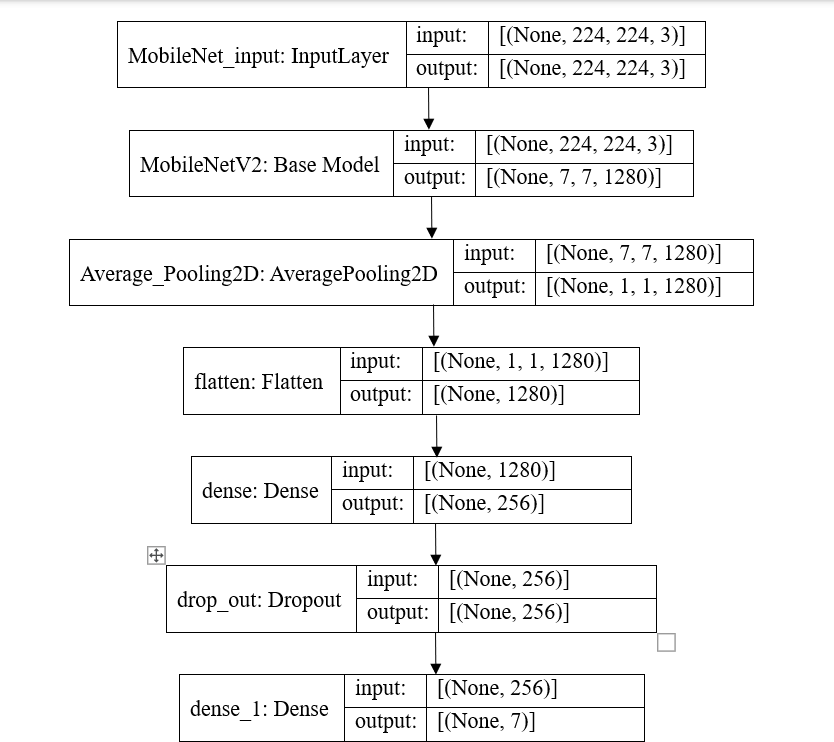 MobileNet_input: InputLayer
input: [(None, 224, 224, 3)]
output: [(None, 224, 224, 3)]
MobileNetV2: Base Model
input: [(None, 224, 224, 3)]
output: [(None, 7, 7, 1280)]
Average_Pooling2D: AveragePooling2D
input: [(None, 7, 7, 1280)]
output: [(None, 1, 1, 1280)]
flatten: Flatten
input: [(None, 1, 1, 1280)]
output: [(None, 1280)]
dense: Dense
input: [(None, 1280)]
output: [(None, 256)]
drop_out: Dropout
input: [(None, 256)]
output: [(None, 256)]
dense_1: Dense
input: [(None, 256)]
output: [(None, 7)]